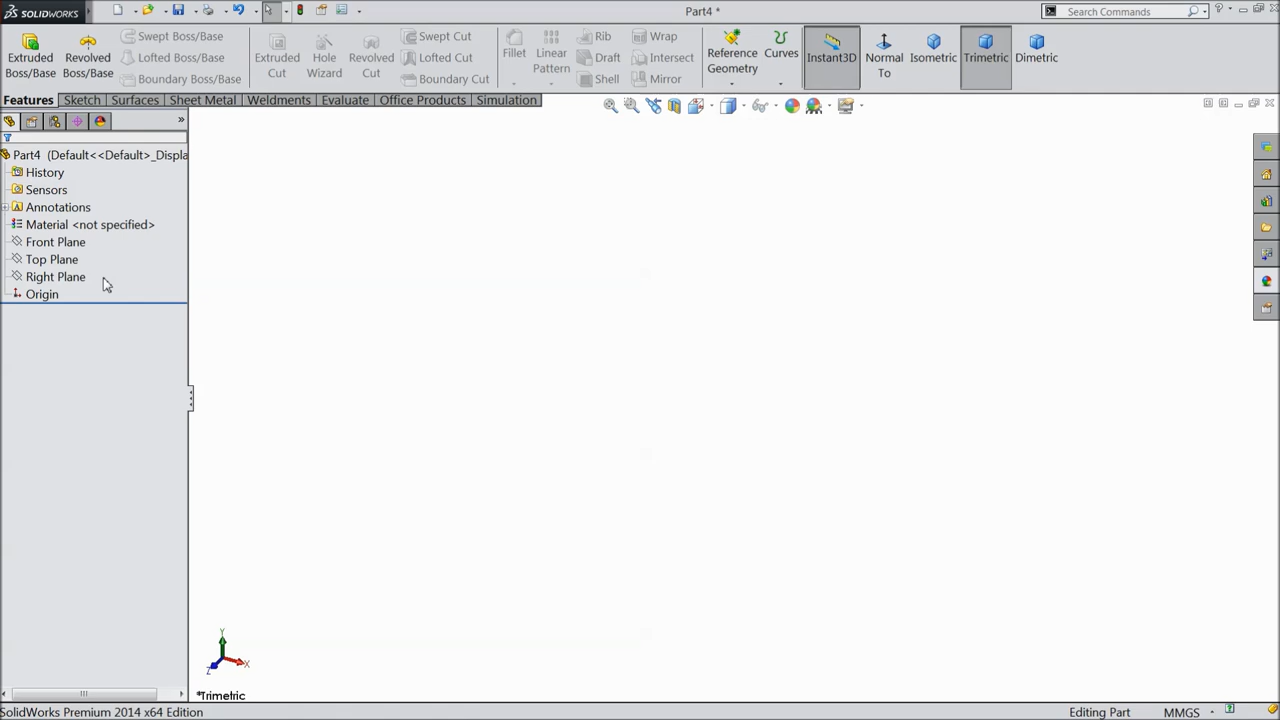 SOLIDWORKS
Part4 *
Search Commands
Extruded Boss/Base
Revolved Boss/Base
Swept Boss/Base
Lofted Boss/Base
Boundary Boss/Base
Extruded Cut
Hole Wizard
Revolved Cut
Swept Cut
Lofted Cut
Boundary Cut
Fillet
Linear Pattern
Rib
Draft
Shell
Wrap
Intersect
Mirror
Reference Geometry
Curves
Instant3D
Normal To
Isometric
Trimetric
Dimetric
Features Sketch Surfaces Sheet Metal Weldments Evaluate Office Products Simulation
Part4 (Default<<Default>_Displa
History
Sensors
Annotations
Material <not specified>
Front Plane
Top Plane
Right Plane
Origin
Y
X
Z
*Trimetric
SolidWorks Premium 2014 x64 Edition
Editing Part
MMGS